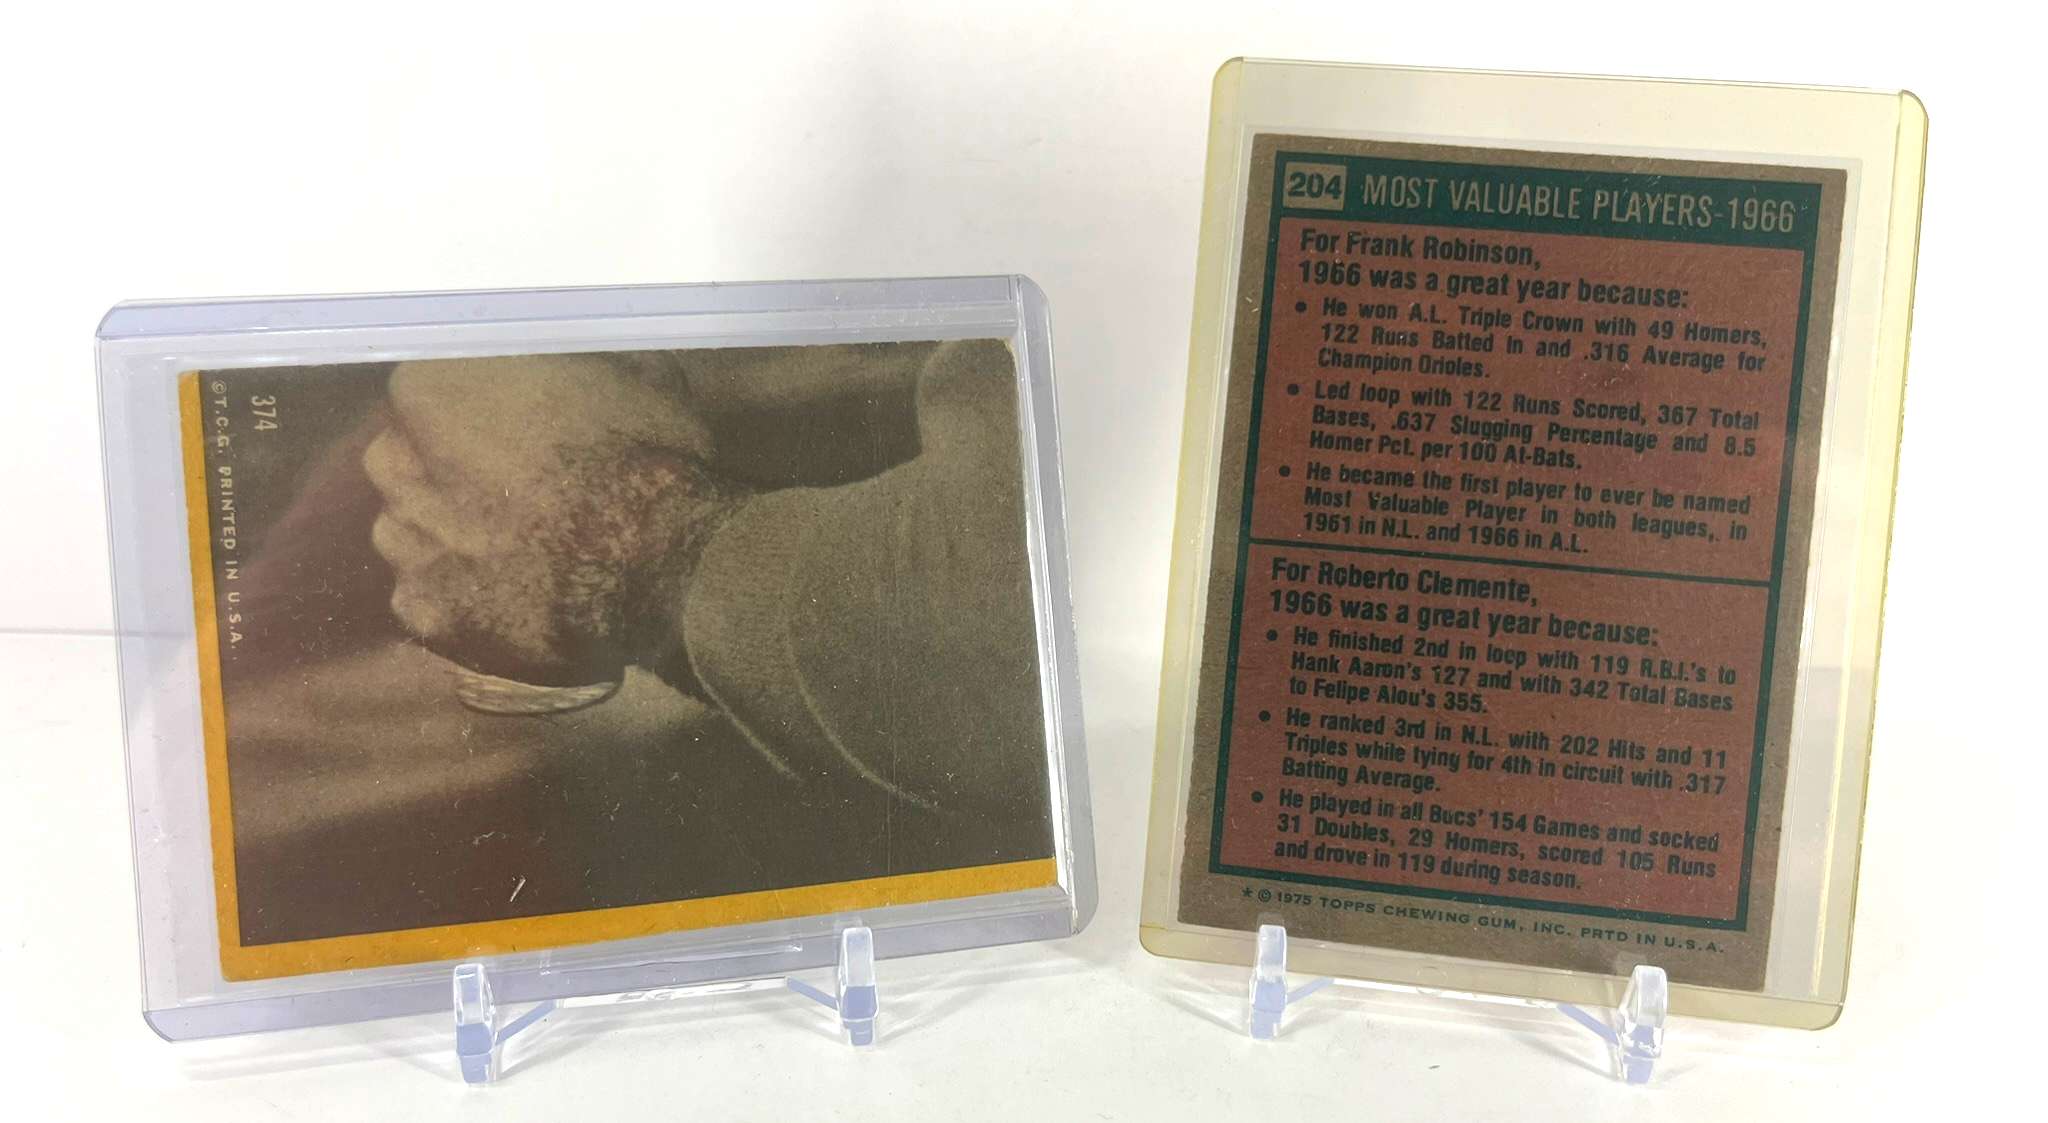 374
©T.C.G. PRINTED IN U.S.A.
204 MOST VALUABLE PLAYERS-1966
For Frank Robinson,
1966 was a great year because:
• He won A.L. Triple Crown with 49 Homers,
122 Runs Batted In and .316 Average for
Champion Orioles.
• Led loop with 122 Runs Scored, 367 Total
Bases, .637 Slugging Percentage and 8.5
Homer Pct. per 100 At-Bats.
• He became the first player to ever be named
Most Valuable Player in both leagues, in
1961 in N.L. and 1966 in A.L.
For Roberto Clemente,
1966 was a great year because:
• He finished 2nd in loop with 119 R.B.I.'s to
Hank Aaron's 127 and with 342 Total Bases
to Felipe Alou's 355.
• He ranked 3rd in N.L. with 202 Hits and 11
Triples while tying for 4th in circuit with .317
Batting Average.
• He played in all Bucs' 154 Games and socked
31 Doubles, 29 Homers, scored 105 Runs
and drove in 119 during season.
* © 1975 TOPPS CHEWING GUM, INC. PRTD IN U.S.A.